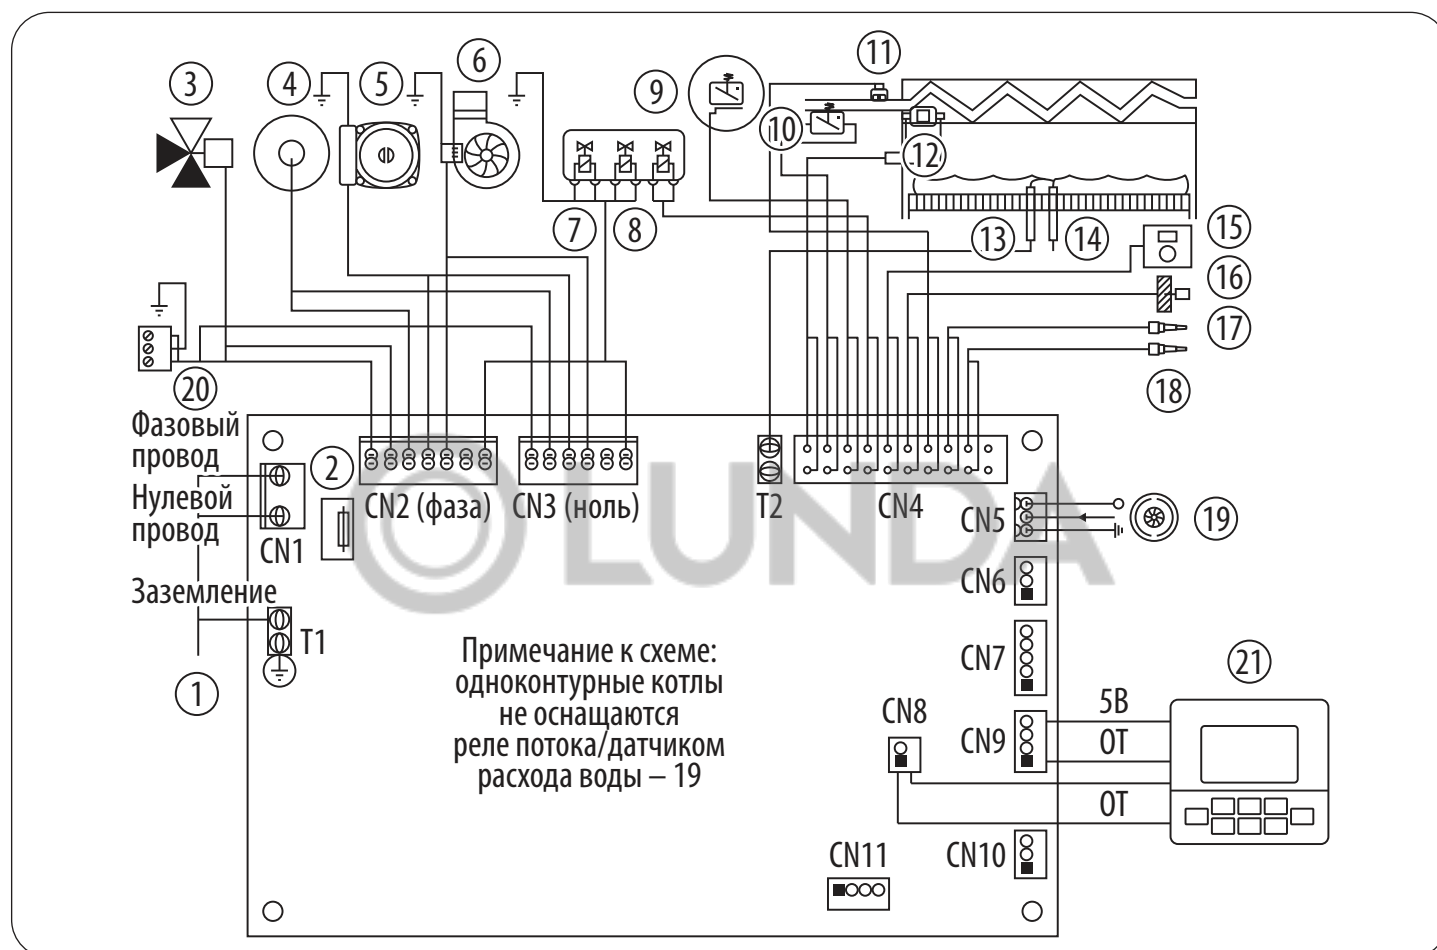 3
4
5
6
9
11
10
12
7
8
13
14
15
16
17
18
20
Фазовый
провод
Нулевой
провод
2
CN1
CN2 (фаза)
CN3 (ноль)
T2
CN4
CN5
19
LUNDA
CN6
Заземление
T1
1
CN7
Примечание к схеме:
одноконтурные котлы
не оснащаются
реле потока/датчиком
расхода воды – 19
21
CN8
CN9
5В
ОТ
ОТ
CN11
CN10